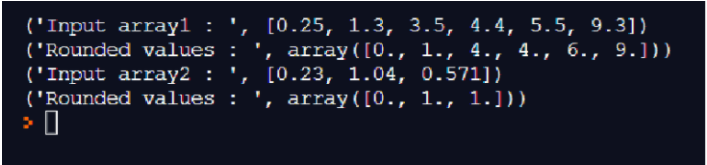 ('Input array1 : ', [0.25, 1.3, 3.5, 4.4, 5.5, 9.3])
('Rounded values : ', array([0., 1., 4., 4., 6., 9.]))
('Input array2 : ', [0.23, 1.04, 0.571])
('Rounded values : ', array([0., 1., 1.]))
>